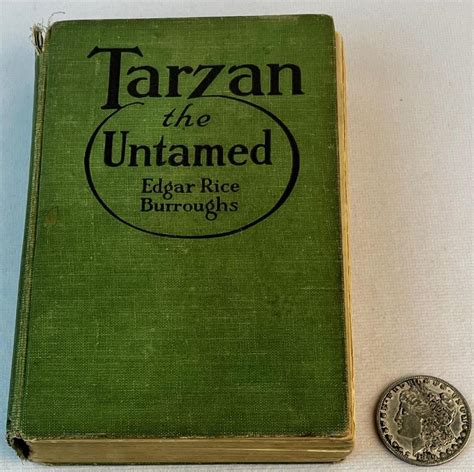 Tarzan
the
Untamed
Edgar Rice
Burroughs